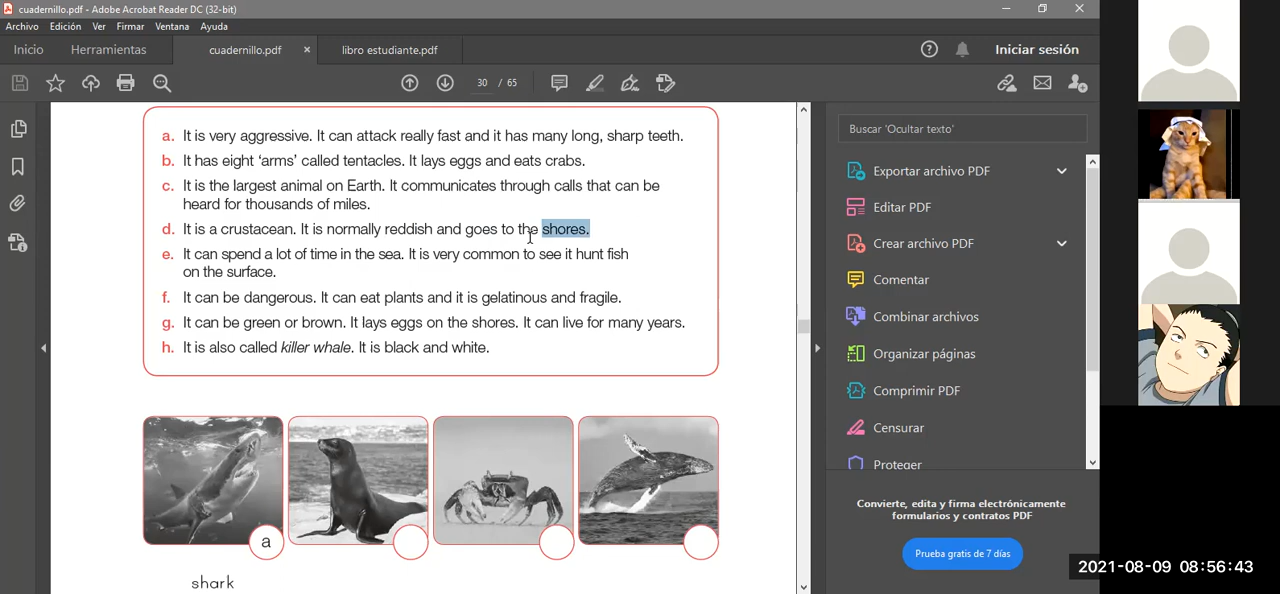 cuadernillo.pdf - Adobe Acrobat Reader DC (32-bit)
Archivo Edición Ver Firmar Ventana Ayuda
Inicio Herramientas cuadernillo.pdf × libro estudiante.pdf Iniciar sesión
30 / 65
a. It is very aggressive. It can attack really fast and it has many long, sharp teeth.
b. It has eight ‘arms’ called tentacles. It lays eggs and eats crabs.
c. It is the largest animal on Earth. It communicates through calls that can be
heard for thousands of miles.
d. It is a crustacean. It is normally reddish and goes to the shores.
e. It can spend a lot of time in the sea. It is very common to see it hunt fish
on the surface.
f. It can be dangerous. It can eat plants and it is gelatinous and fragile.
g. It can be green or brown. It lays eggs on the shores. It can live for many years.
h. It is also called killer whale. It is black and white.
a
shark
Buscar 'Ocultar texto'
Exportar archivo PDF
Editar PDF
Crear archivo PDF
Comentar
Combinar archivos
Organizar páginas
Comprimir PDF
Censurar
Proteger
Convierte, edita y firma electrónicamente
formularios y contratos PDF
Prueba gratis de 7 días
2021-08-09 08:56:43